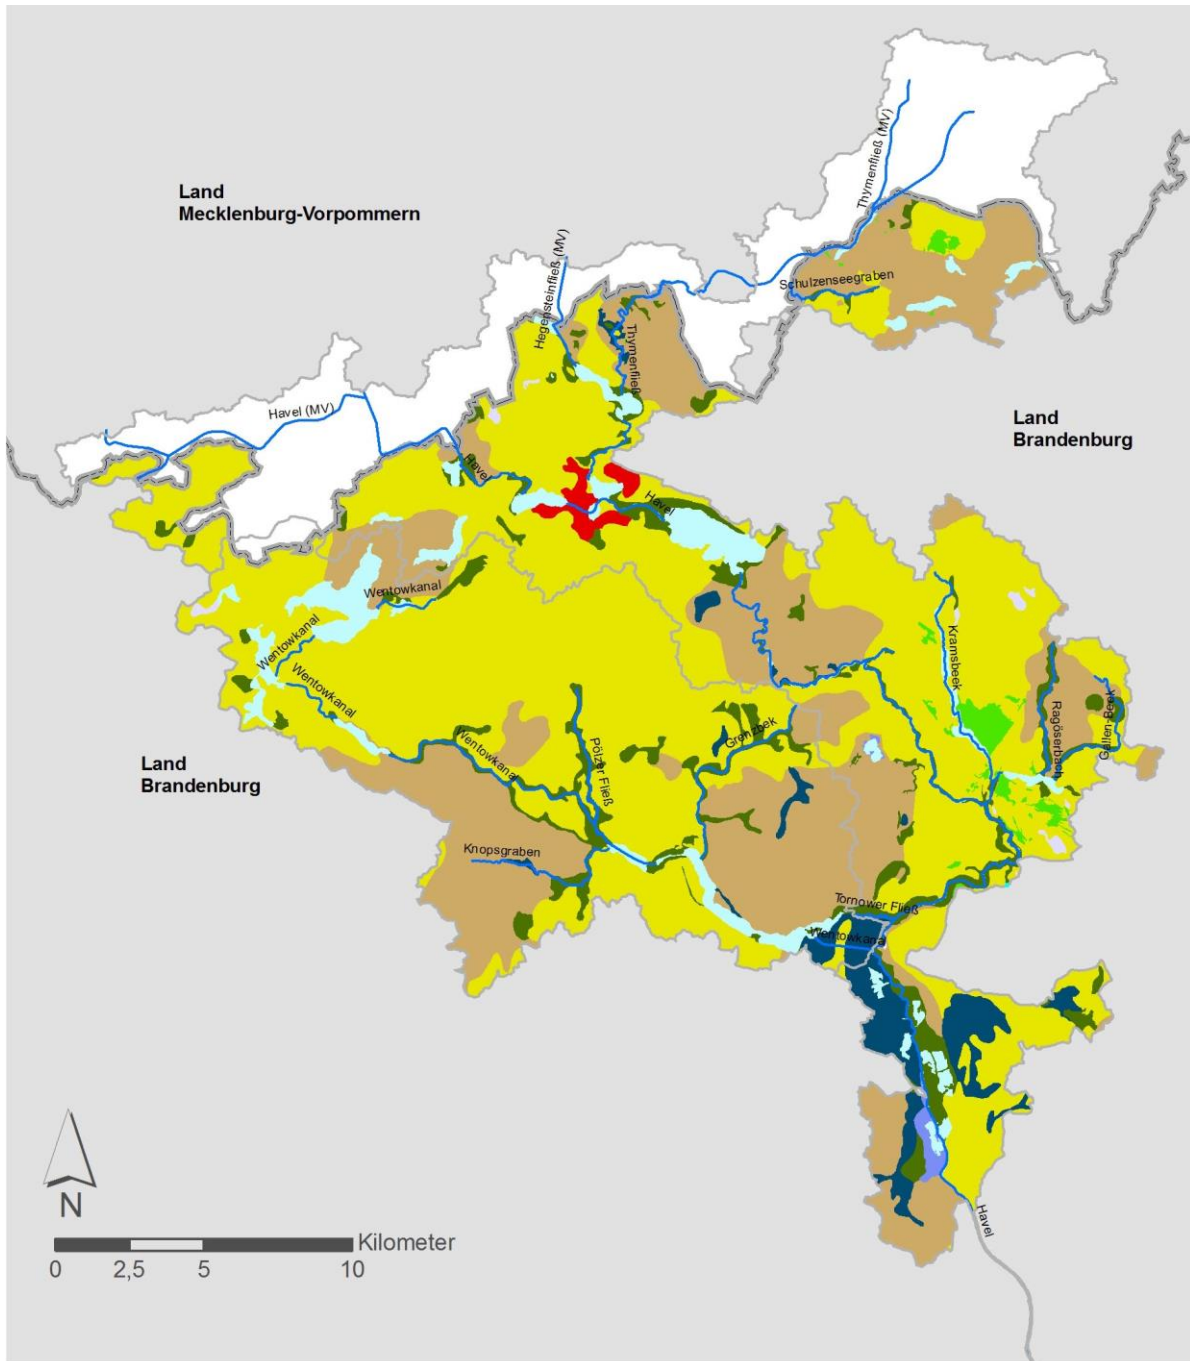 Thymenfließ (MV)
Land
Mecklenburg-Vorpommern
Hegensteinfließ (MV)
Schulzenseegraben
Thymenfließ
Havel (MV)
Land
Brandenburg
Havel
Havel
Wentowkanal
Wentowkanal
Wentowkanal
Kramsbeek
Ragöserbach
Gallen-Beek
Grenzbek
Wentowkanal
Pölzer Fließ
Land
Brandenburg
Knopsgraben
Tornower Fließ
Wentowkanal
Havel
N
Kilometer
0 2,5 5 10